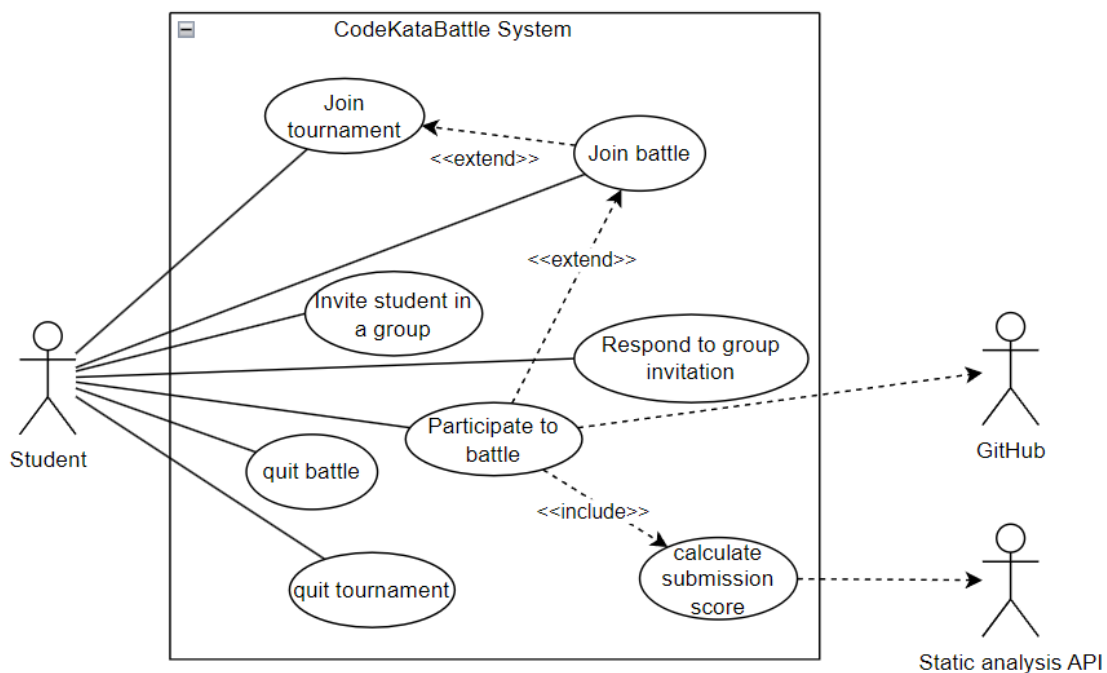 CodeKataBattle System
Join
tournament
<<extend>>
Join battle
<<extend>>
Invite student in
a group
Respond to group
invitation
Student
Participate to
battle
GitHub
quit battle
<<include>>
calculate
submission
score
quit tournament
Static analysis API